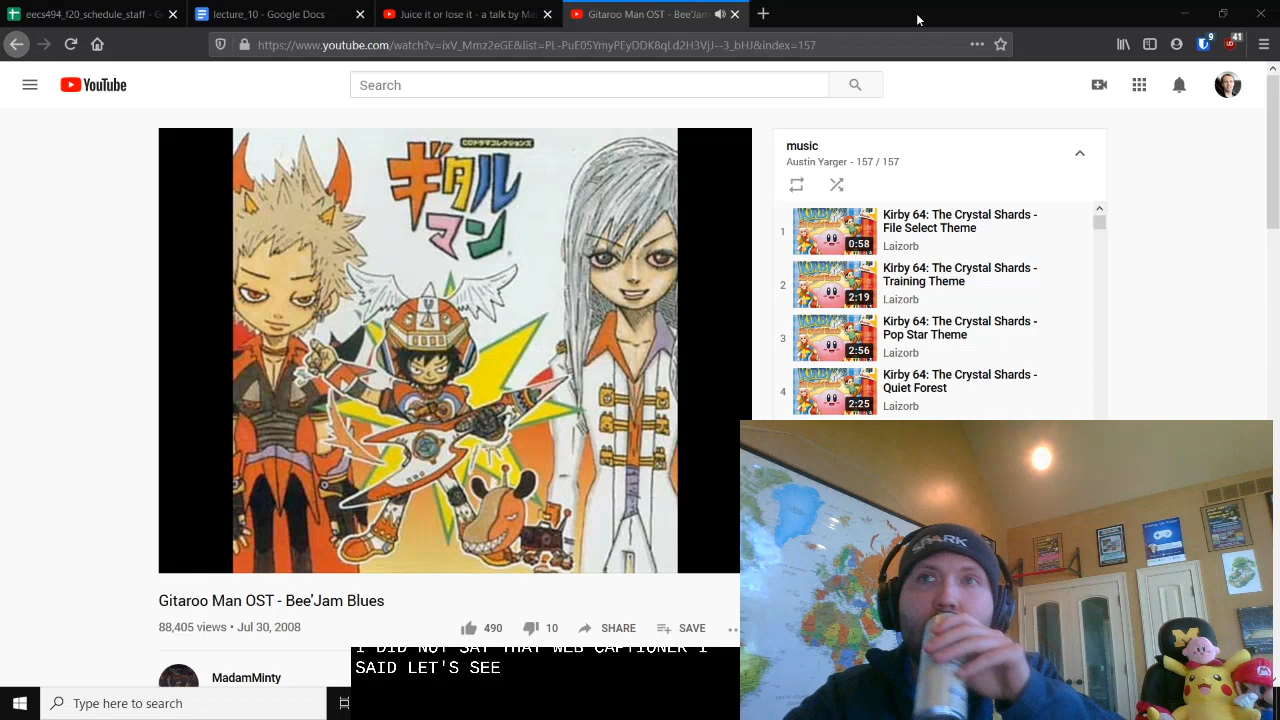 eecs494_f20_schedule_staff - G
lecture_10 - Google Docs
Juice it or lose it - a talk by Ma
Gitaroo Man OST - Bee'Jam
https://www.youtube.com/watch?v=ixV_Mmz2eGE&list=PL-PuE05YmyPEyDDK8qLd2H3VjJ--3_bHJ&index=157
9
41
YouTube
Search
ギタル
マン
music
Austin Yarger - 157 / 157
1
0:58
Kirby 64: The Crystal Shards -
File Select Theme
Laizorb
2
2:19
Kirby 64: The Crystal Shards -
Training Theme
Laizorb
3
2:56
Kirby 64: The Crystal Shards -
Pop Star Theme
Laizorb
4
2:25
Kirby 64: The Crystal Shards -
Quiet Forest
Laizorb
Gitaroo Man OST - Bee'Jam Blues
88,405 views • Jul 30, 2008
490
10
SHARE
SAVE
MadamMinty
I DID NOT SAY THAT WEB CAPTIONER I
SAID LET'S SEE
SPARK
M
Type here to search